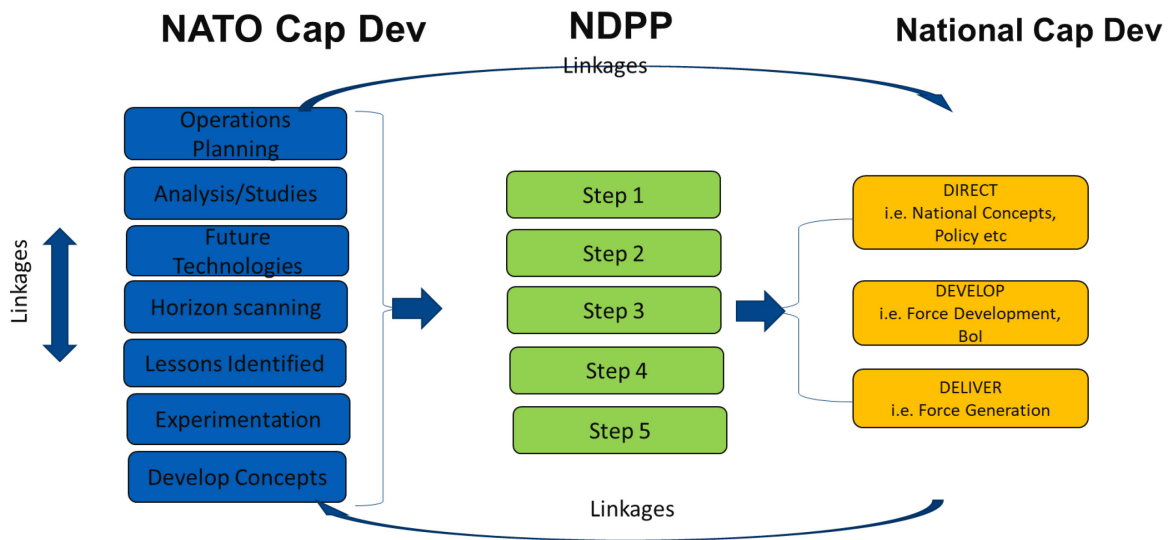 NATO Cap Dev
NDPP
National Cap Dev
Linkages
Operations
Planning
Analysis/Studies
Future
Technologies
Horizon scanning
Lessons Identified
Experimentation
Develop Concepts
Linkages
Step 1
Step 2
Step 3
Step 4
Step 5
DIRECT
i.e. National Concepts,
Policy etc
DEVELOP
i.e. Force Development,
BoI
DELIVER
i.e. Force Generation
Linkages